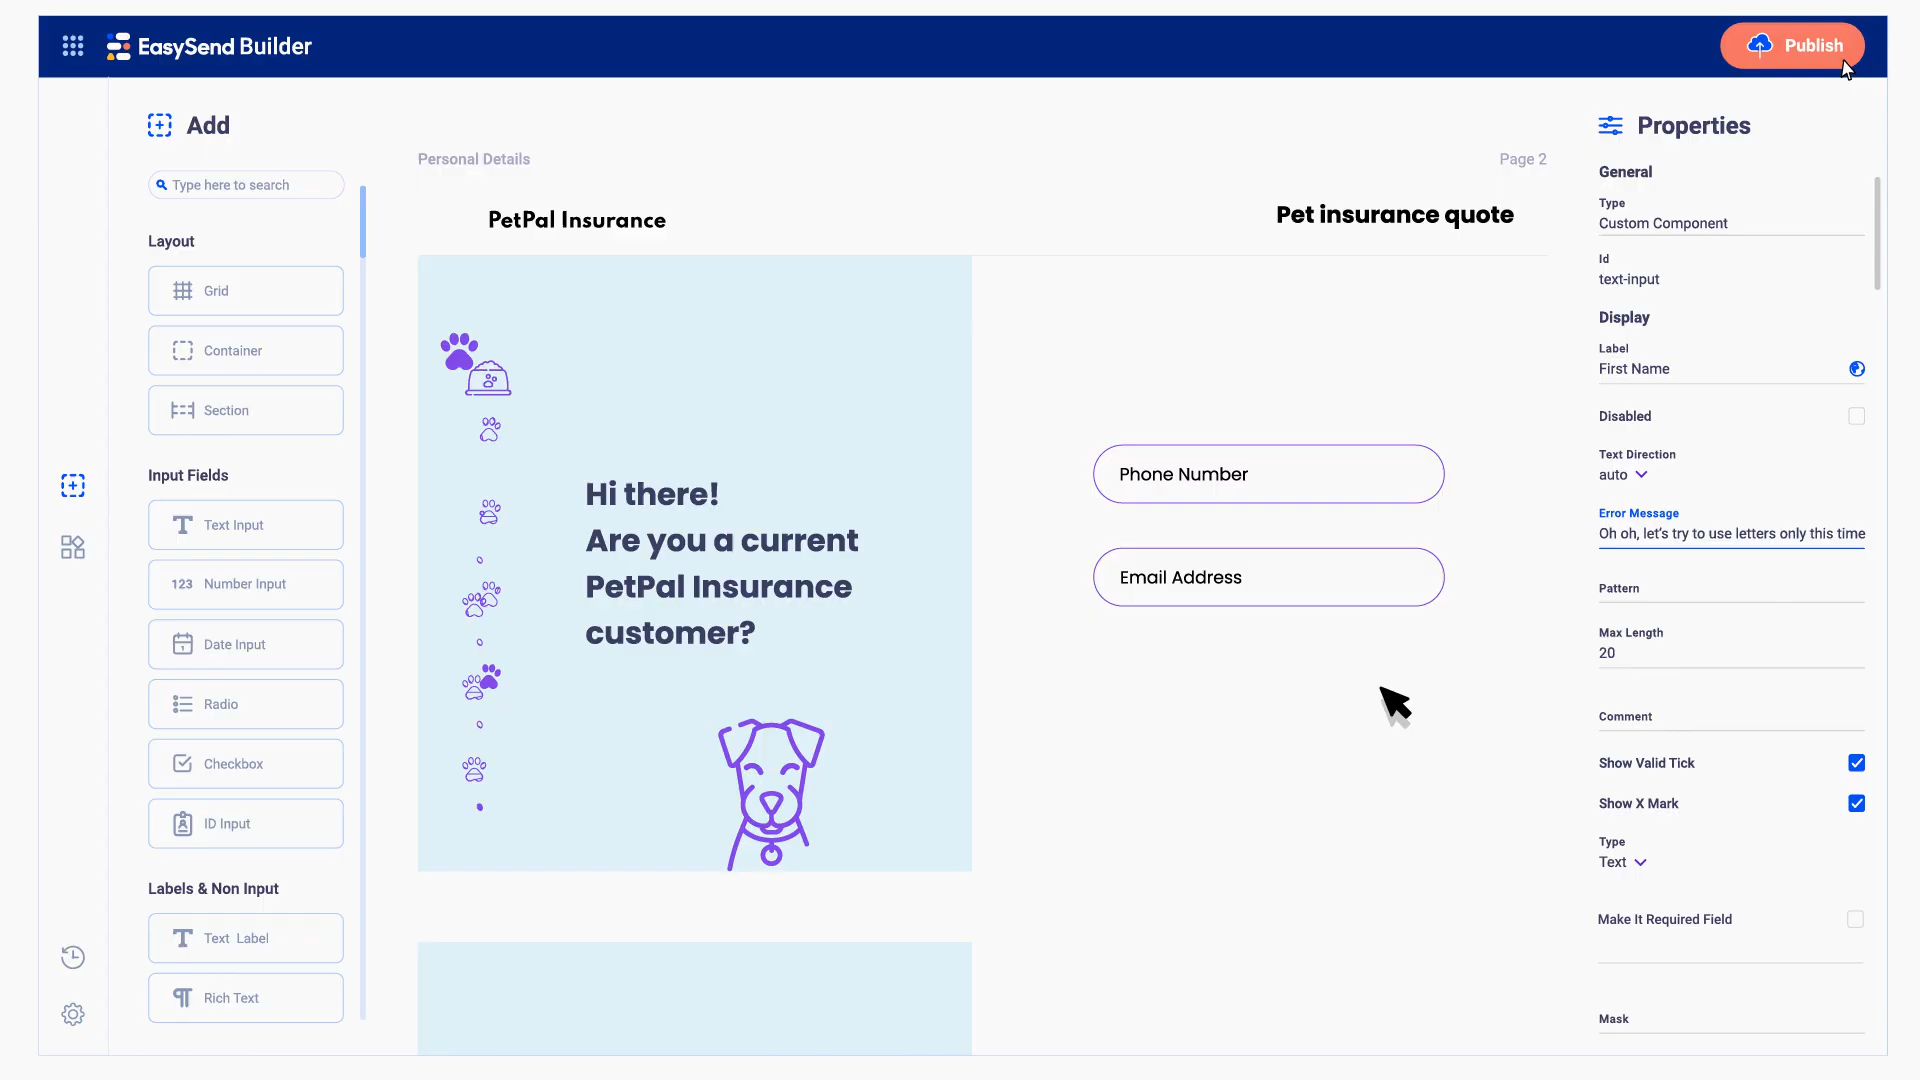 EasySend Builder
Publish
Add
Type here to search
Layout
Grid
Container
Section
Input Fields
Text Input
123 Number Input
Date Input
Radio
Checkbox
ID Input
Labels & Non Input
Text Label
Rich Text
Personal Details
Page 2
PetPal Insurance
Pet insurance quote
Hi there!
Are you a current
PetPal Insurance
customer?
Phone Number
Email Address
Properties
General
Type
Custom Component
Id
text-input
Display
Label
First Name
Disabled
Text Direction
auto
Error Message
Oh oh, let's try to use letters only this time
Pattern
Max Length
20
Comment
Show Valid Tick
Show X Mark
Type
Text
Make It Required Field
Mask